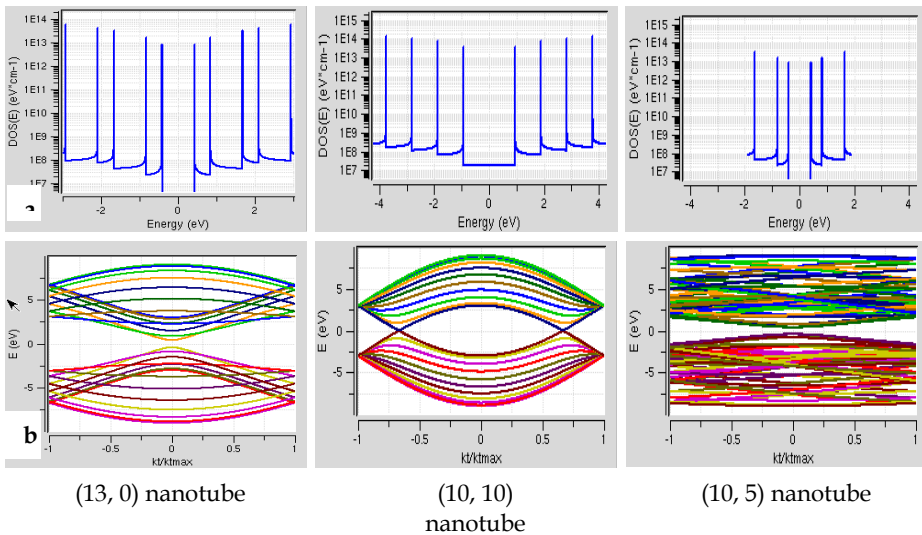 1E14
1E13
1E12
1E11
1E10
1E9
1E8
1E7
DOS(E) (eV*cm-1)
-2 0 2
Energy (eV)
a
1E15
1E14
1E13
1E12
1E11
1E10
1E9
1E8
1E7
DOS(E) (eV*cm-1)
-4 -2 0 2 4
Energy (eV)
1E15
1E14
1E13
1E12
1E11
1E10
1E9
1E8
1E7
DOS(E) (eV*cm-1)
-4 -2 0 2 4
Energy (eV)
5
0
-5
E (eV)
-1 -0.5 0 0.5 1
kt/ktmax
b
5
0
-5
E (eV)
-1 -0.5 0 0.5 1
kt/ktmax
5
0
-5
E (eV)
-1 -0.5 0 0.5 1
kt/ktmax
(13, 0) nanotube
(10, 10)
nanotube
(10, 5) nanotube